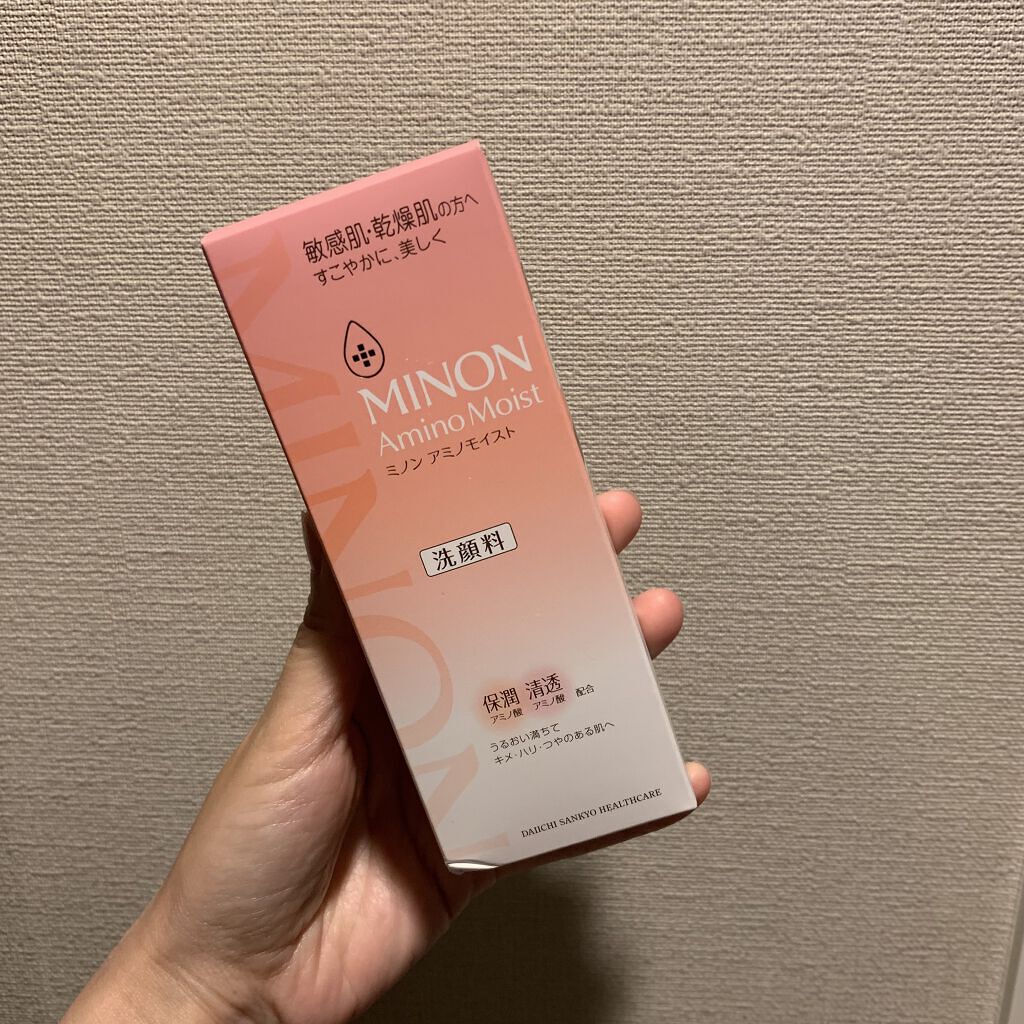 敏感肌・乾燥肌の方へ
すこやかに、美しく
MINON
MINON
Amino Moist
ミノン アミノモイスト
洗顔料
保潤 清透 配合
アミノ酸 アミノ酸
うるおい満ちて
キメ・ハリ・つやのある肌へ
DAIICHI SANKYO HEALTHCARE